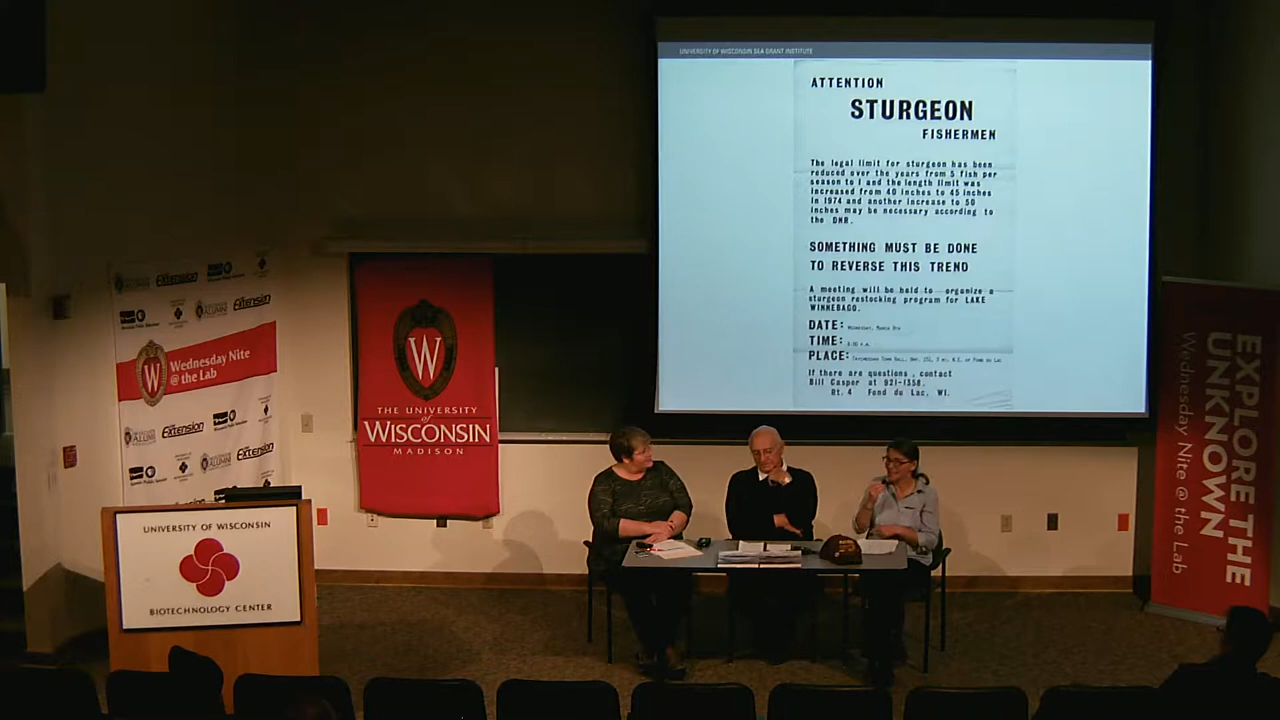 UNIVERSITY OF WISCONSIN SEA GRANT INSTITUTE
ATTENTION
STURGEON
FISHERMEN
The legal limit for sturgeon has been
reduced over the years from 5 fish per
season to 1 and the length limit was
increased from 40 inches to 45 inches
in 1974 and another increase to 50
inches may be necessary according to
the DNR.
SOMETHING MUST BE DONE
TO REVERSE THIS TREND
A meeting will be held to organize a
sturgeon restocking program for LAKE
WINNEBAGO.
DATE:
TIME:
PLACE:
If there are questions, contact
Bill Casper at 921-1358.
Rt. 4 Fond du Lac, WI.
Extension
ALUMNI
Extension
Wednesday Nite
@ the Lab
W
ALUMNI
Extension
Extension
W
THE UNIVERSITY
of
WISCONSIN
MADISON
UNIVERSITY OF WISCONSIN
BIOTECHNOLOGY CENTER
EXPLORE THE
UNKNOWN
Wednesday Nite @ the Lab